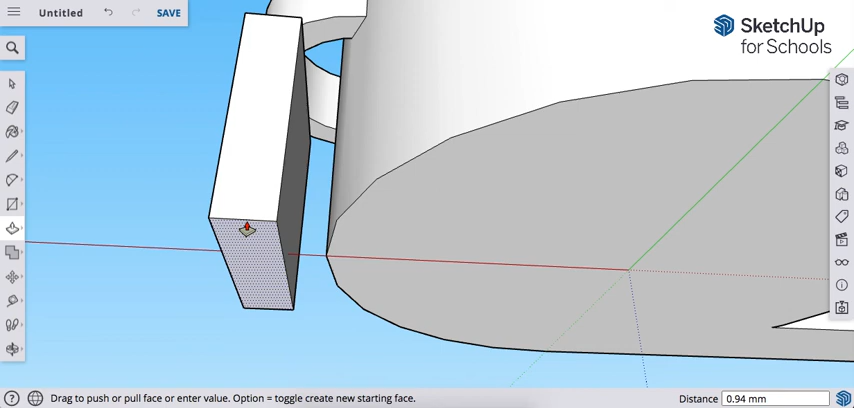 Untitled
SAVE
SketchUp
for Schools
Drag to push or pull face or enter value. Option = toggle create new starting face.
Distance
0.94 mm